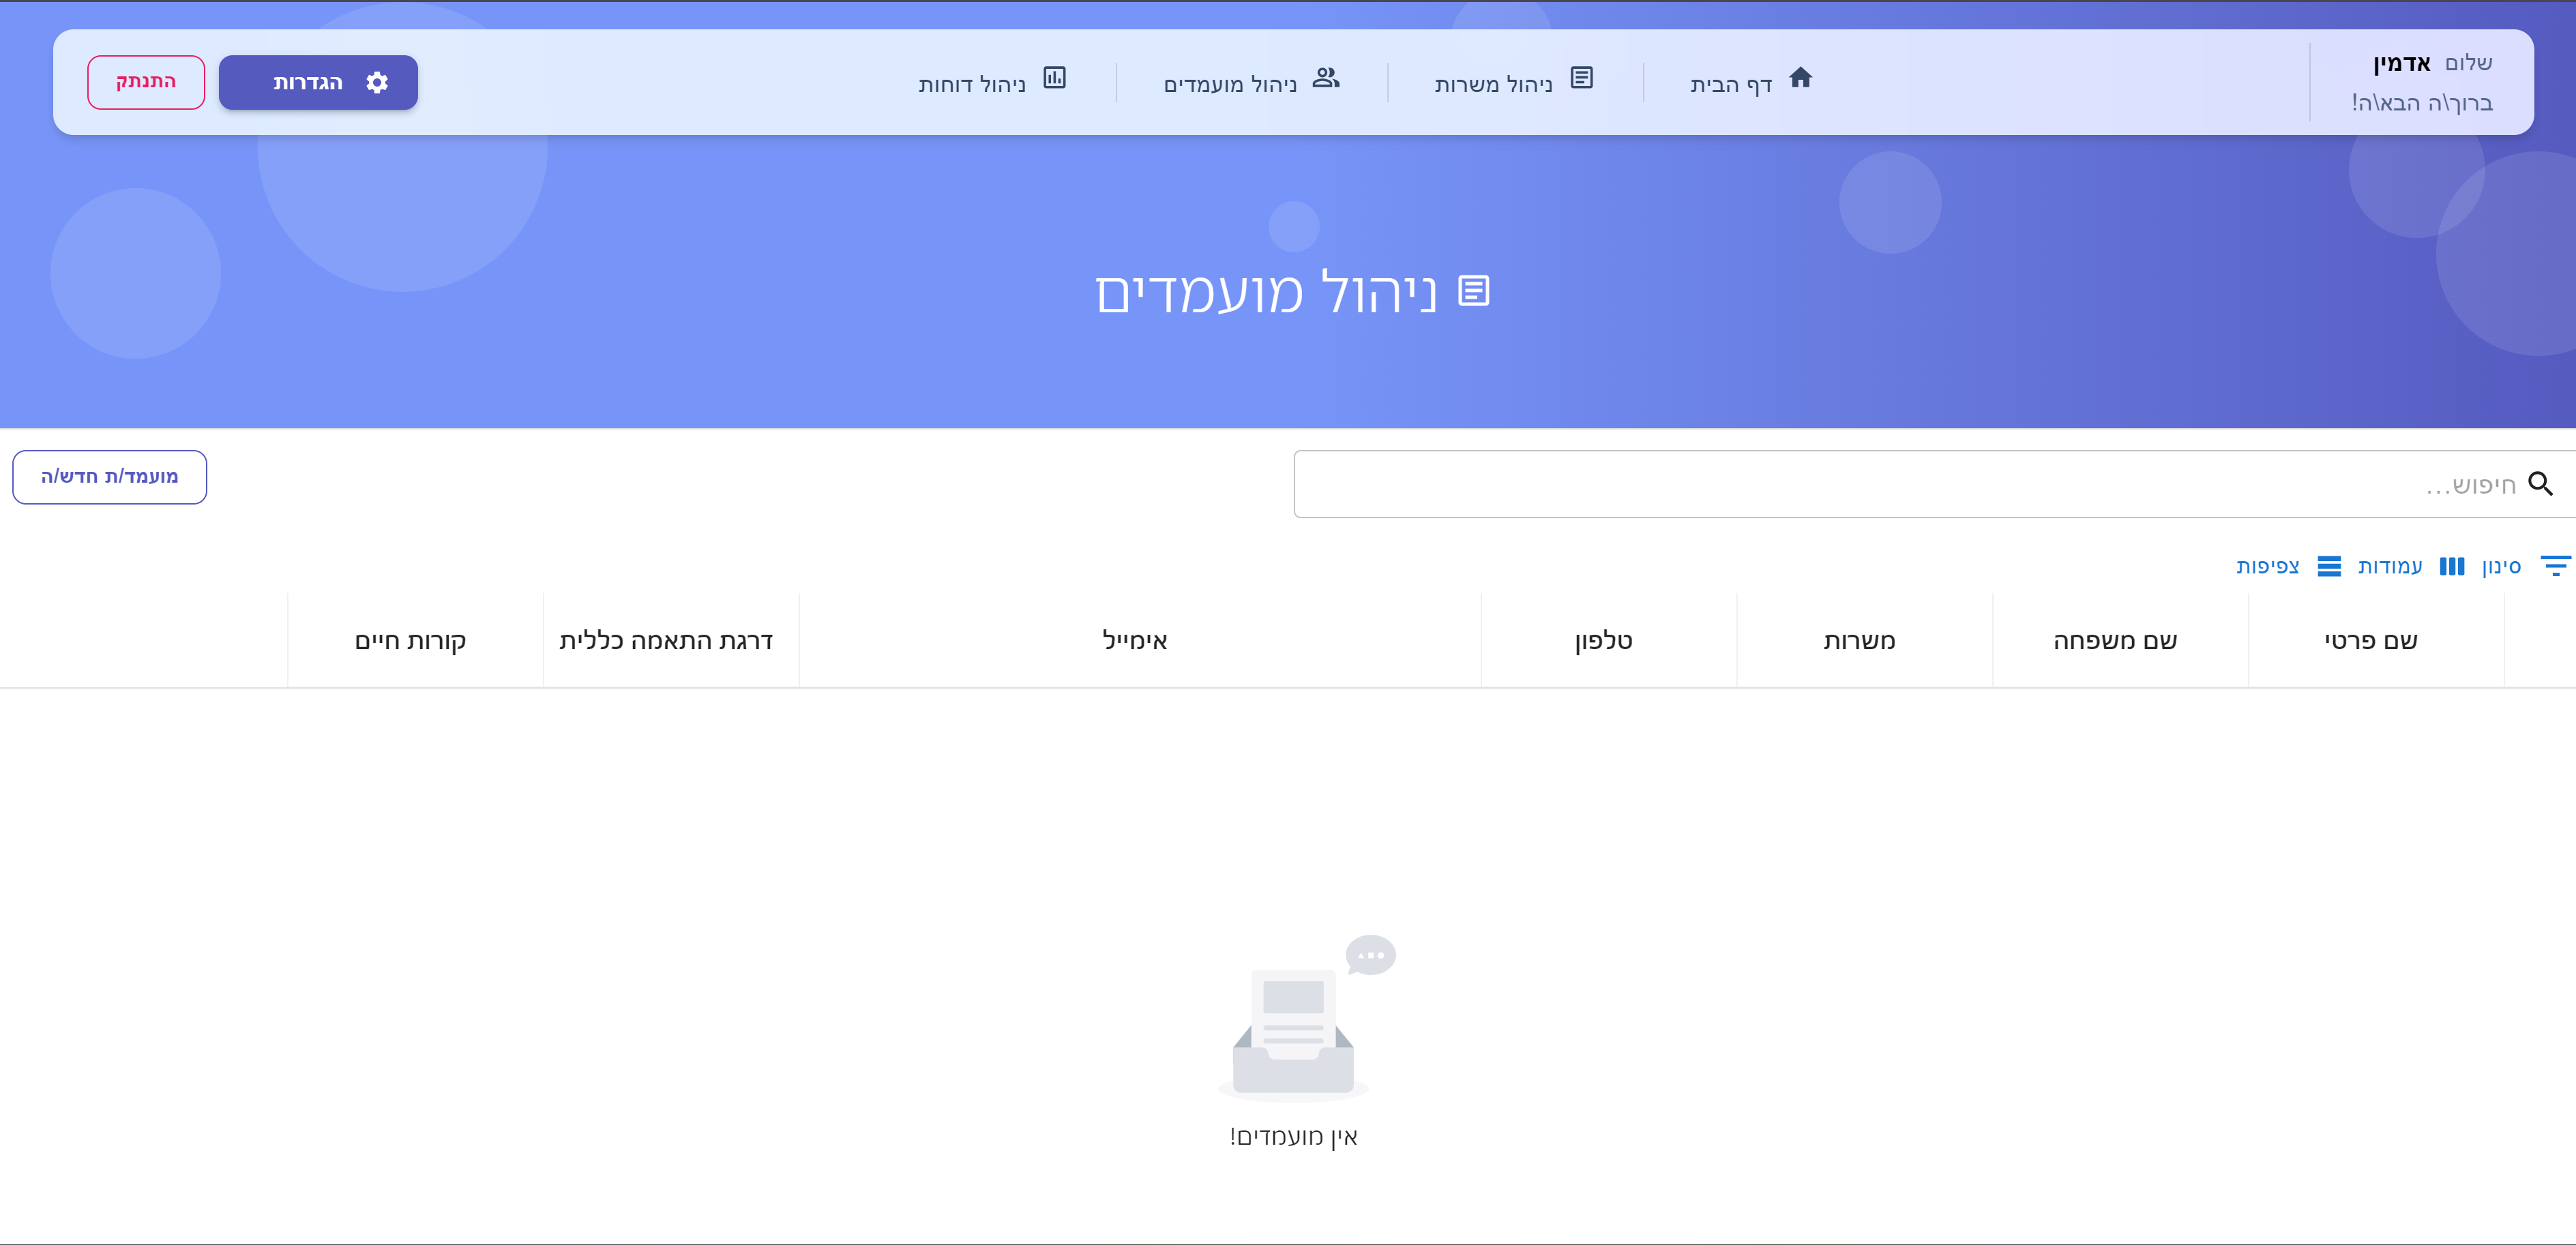 שלום אדמין
ברוך\ה הבא\ה!
דף הבית
ניהול משרות
ניהול מועמדים
ניהול דוחות
הגדרות
התנתק
ניהול מועמדים
חיפוש...
מועמד/ת חדש/ה
סינון
עמודות
צפיפות
שם פרטי
שם משפחה
משרות
טלפון
אימייל
דרגת התאמה כללית
קורות חיים
אין מועמדים!